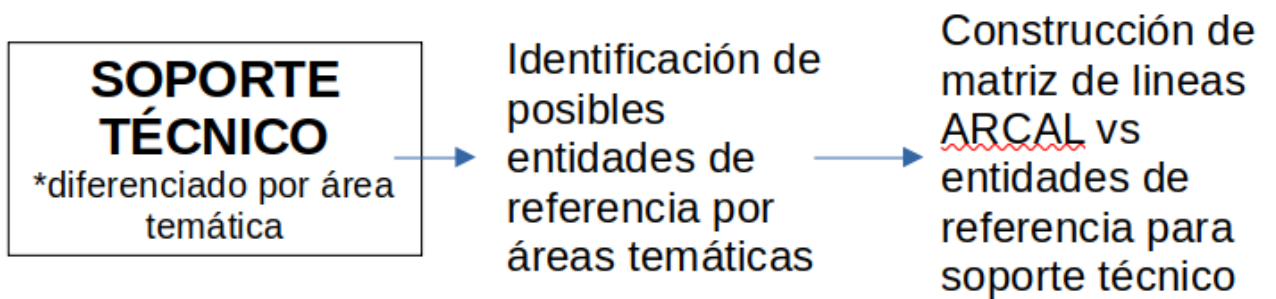 SOPORTE
TÉCNICO
*diferenciado por área
temática
Identificación de
posibles
entidades de
referencia por
áreas temáticas
Construcción de
matriz de lineas
ARCAL vs
entidades de
referencia para
soporte técnico